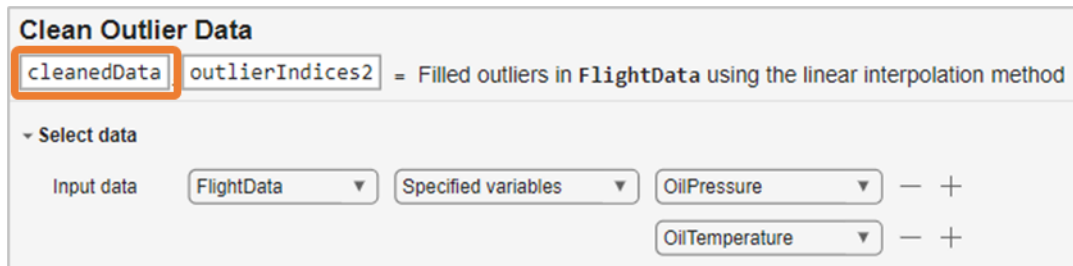 Clean Outlier Data
cleanedData outlierIndices2 = Filled outliers in FlightData using the linear interpolation method
Select data
Input data FlightData Specified variables OilPressure − +
OilTemperature − +